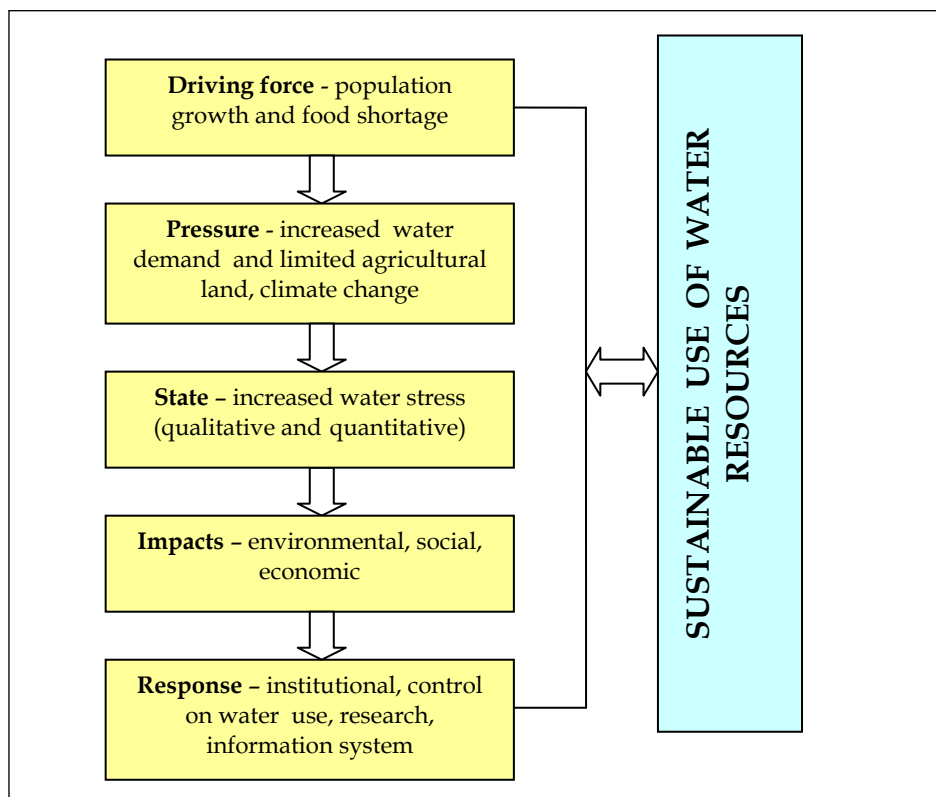 Driving force - population
growth and food shortage
Pressure - increased water
demand and limited agricultural
land, climate change
State – increased water stress
(qualitative and quantitative)
Impacts – environmental, social,
economic
Response – institutional, control
on water use, research,
information system
SUSTAINABLE USE OF WATER
RESOURCES